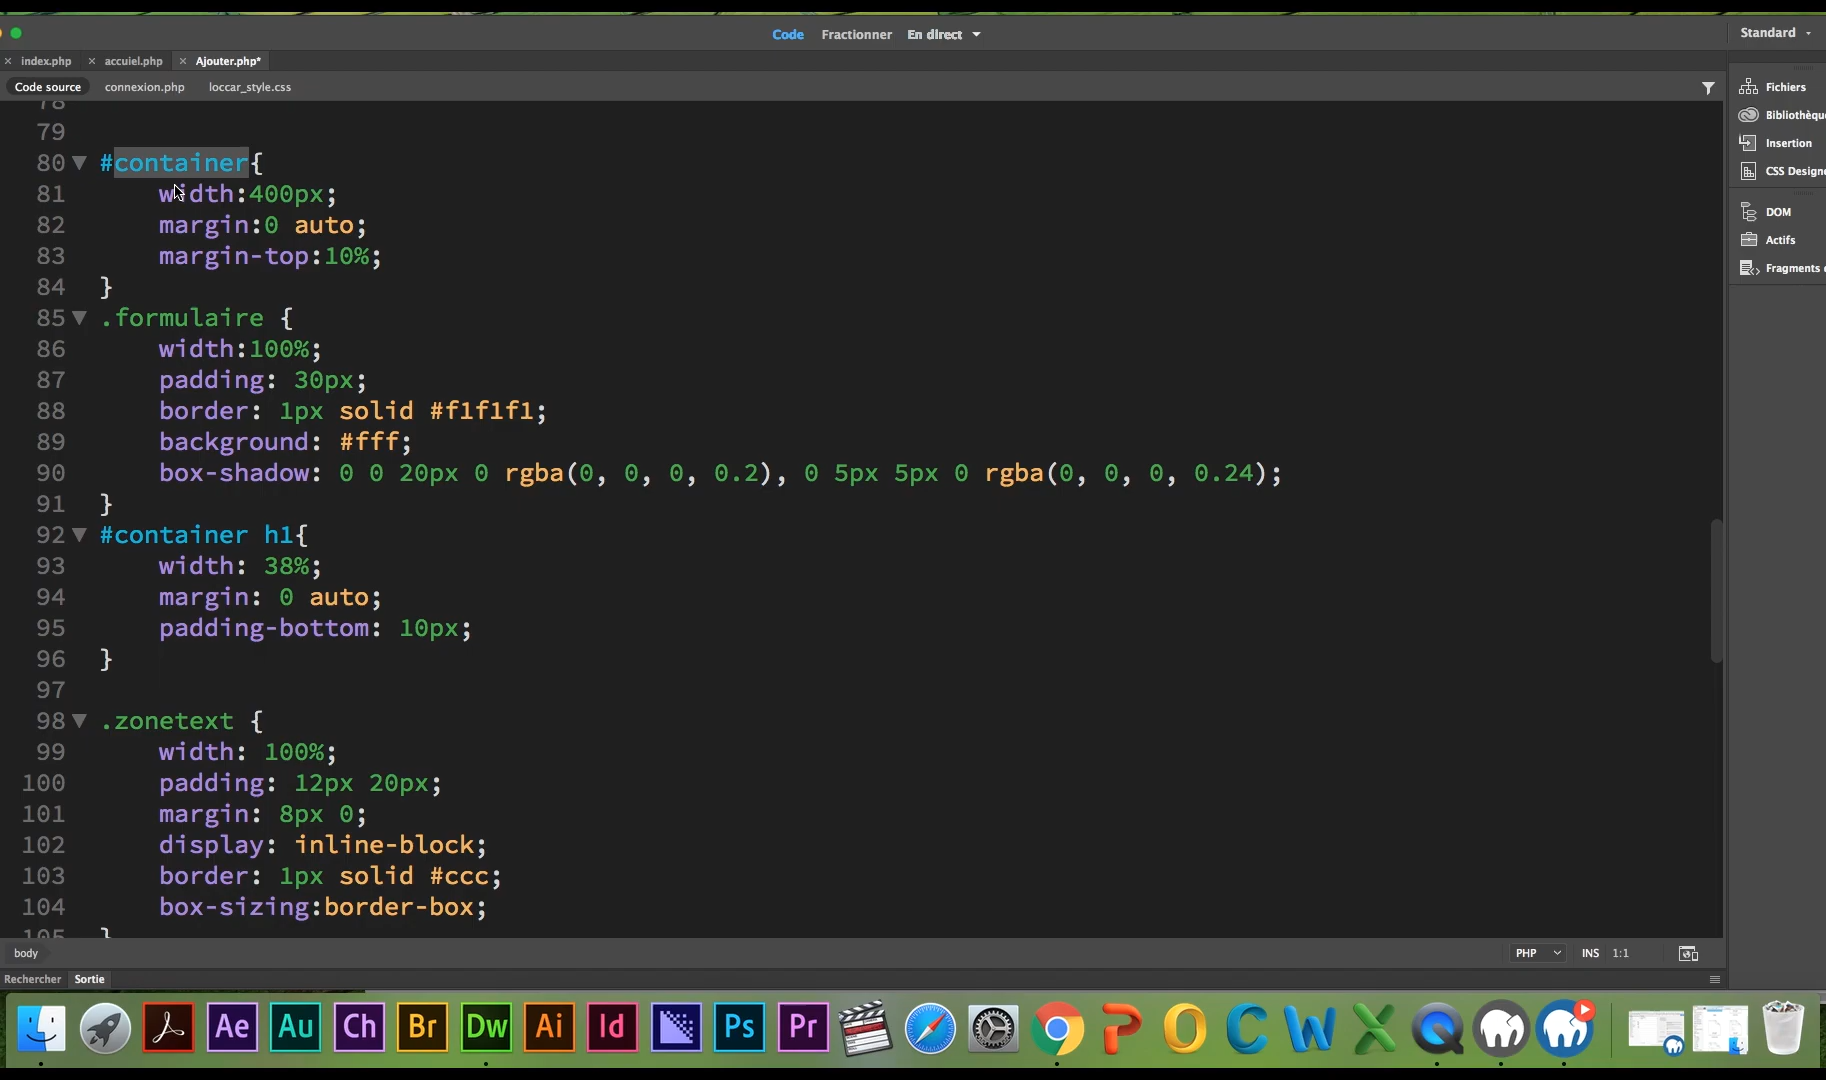 Code Fractionner En direct
Standard
index.php accuiel.php Ajouter.php*
Code source connexion.php loccar_style.css
78
79
80 #container{
81 width:400px;
82 margin:0 auto;
83 margin-top:10%;
84 }
85 .formulaire {
86 width:100%;
87 padding: 30px;
88 border: 1px solid #f1f1f1;
89 background: #fff;
90 box-shadow: 0 0 20px 0 rgba(0, 0, 0, 0.2), 0 5px 5px 0 rgba(0, 0, 0, 0.24);
91 }
92 #container h1{
93 width: 38%;
94 margin: 0 auto;
95 padding-bottom: 10px;
96 }
97
98 .zonetext {
99 width: 100%;
100 padding: 12px 20px;
101 margin: 8px 0;
102 display: inline-block;
103 border: 1px solid #ccc;
104 box-sizing:border-box;
105 }
Fichiers
Bibliothèqu
Insertion
CSS Design
DOM
Actifs
Fragments
body
PHP INS 1:1
Rechercher Sortie
Ae Au Ch Br Dw Ai Id Ps Pr P O C W X